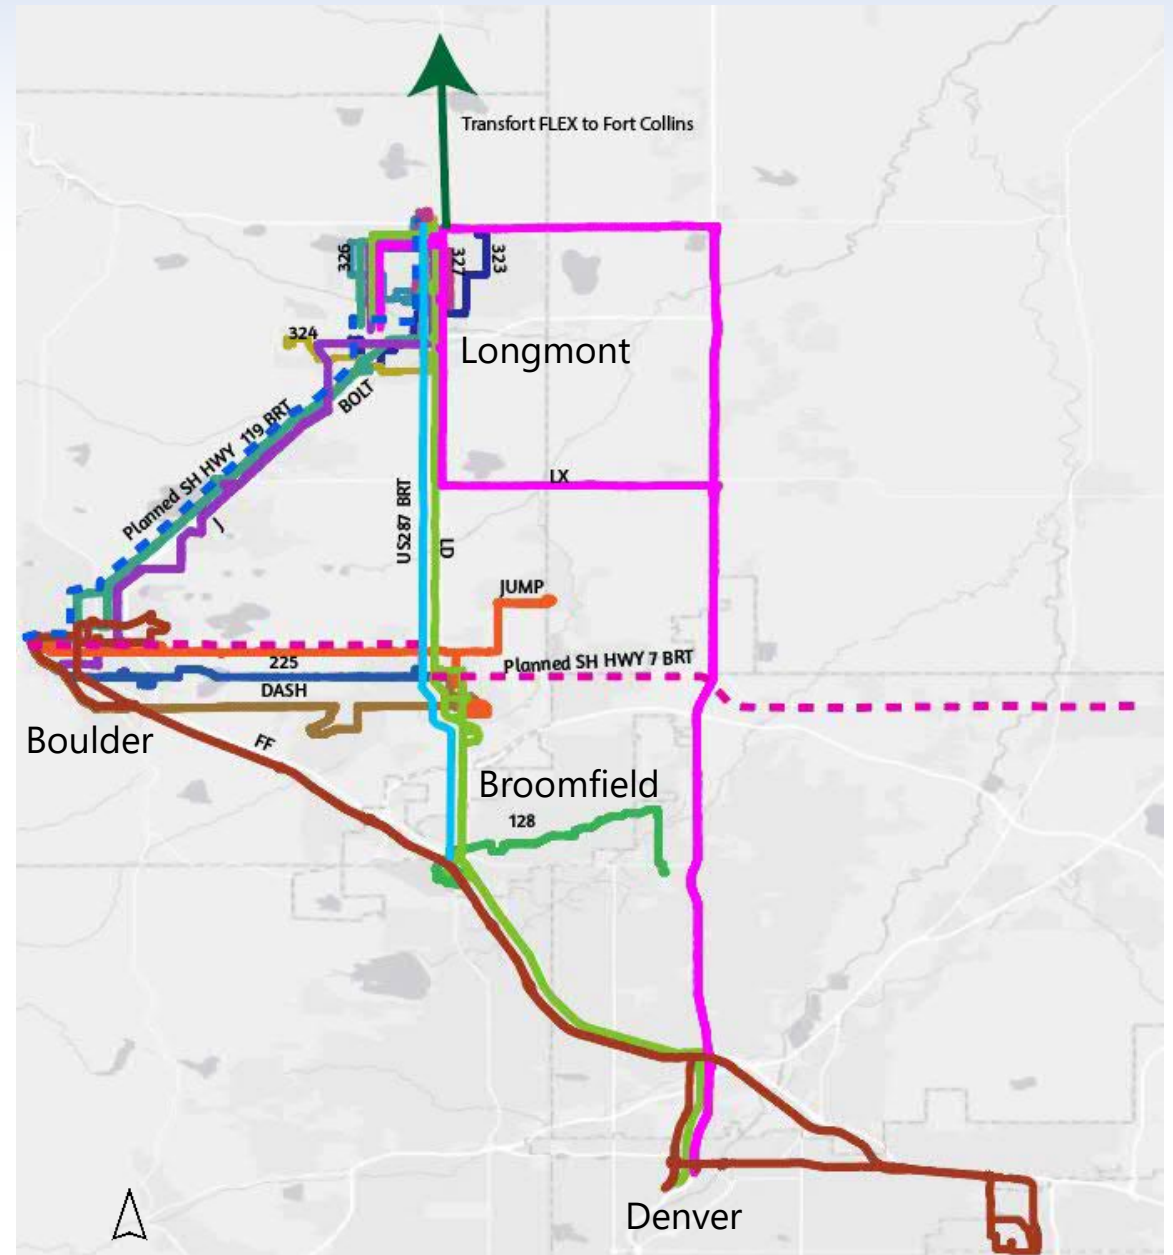 Transfort FLEX to Fort Collins
326
327
323
324
Longmont
BOLT
Planned SH HWY 119 BRT
J
LX
US287 BRT
LD
JUMP
225
Planned SH HWY 7 BRT
DASH
Boulder
FF
Broomfield
128
Denver